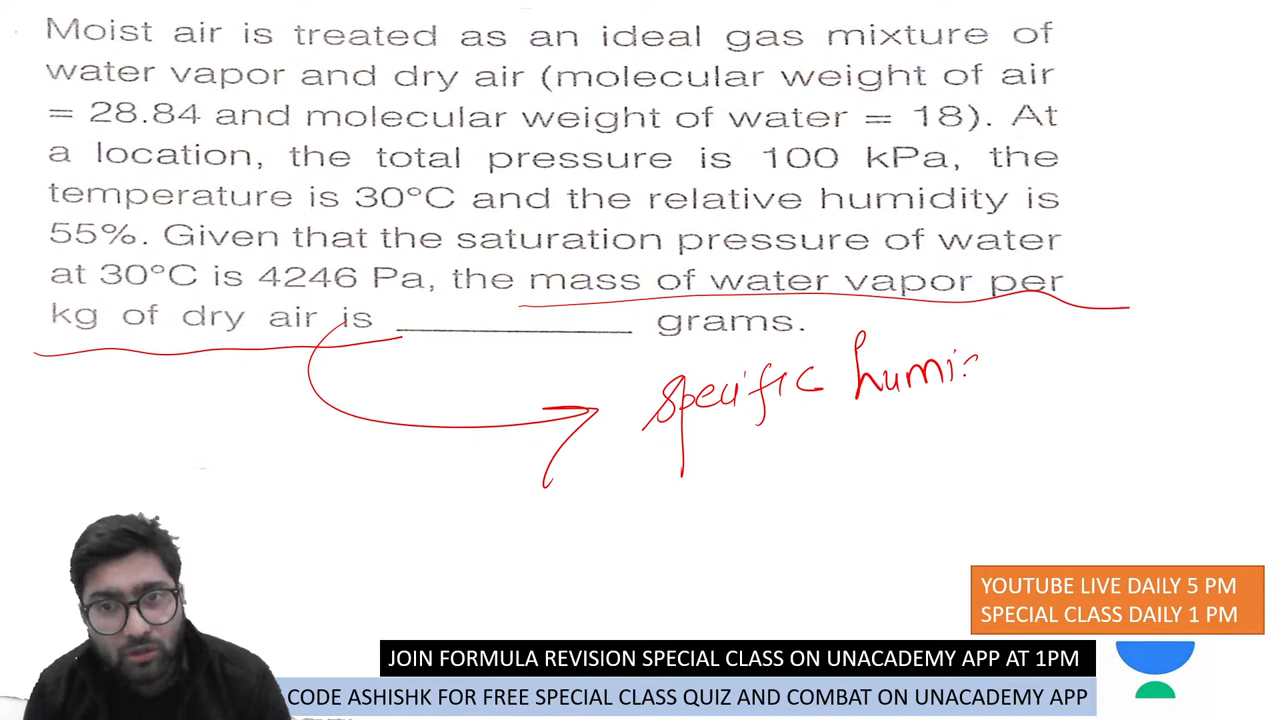 Moist air is treated as an ideal gas mixture of
water vapor and dry air (molecular weight of air
= 28.84 and molecular weight of water = 18). At
a location, the total pressure is 100 kPa, the
temperature is 30°C and the relative humidity is
55%. Given that the saturation pressure of water
at 30°C is 4246 Pa, the mass of water vapor per
kg of dry air is __________ grams.
specific humi
YOUTUBE LIVE DAILY 5 PM
SPECIAL CLASS DAILY 1 PM
JOIN FORMULA REVISION SPECIAL CLASS ON UNACADEMY APP AT 1PM
CODE ASHISHK FOR FREE SPECIAL CLASS QUIZ AND COMBAT ON UNACADEMY APP